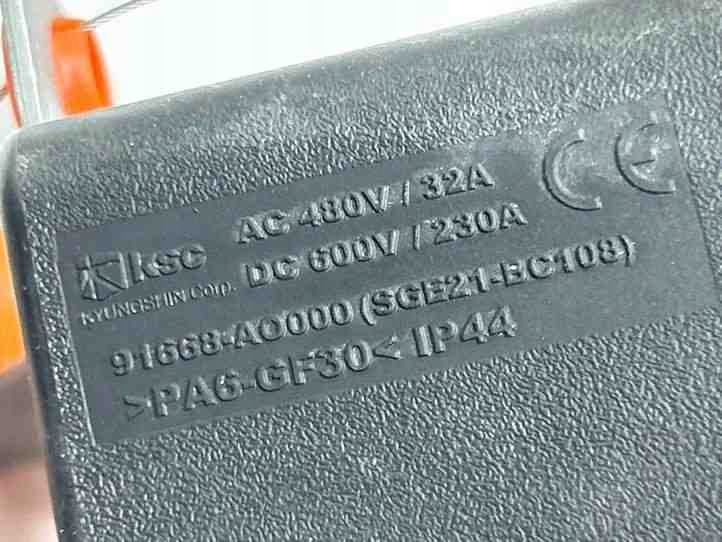 CE
ksc AC 480V / 32A
KYUNGSHIN Corp. DC 600V / 230A
91668-AO000 (SGE21-BC108)
>PA6-GF30< IP44